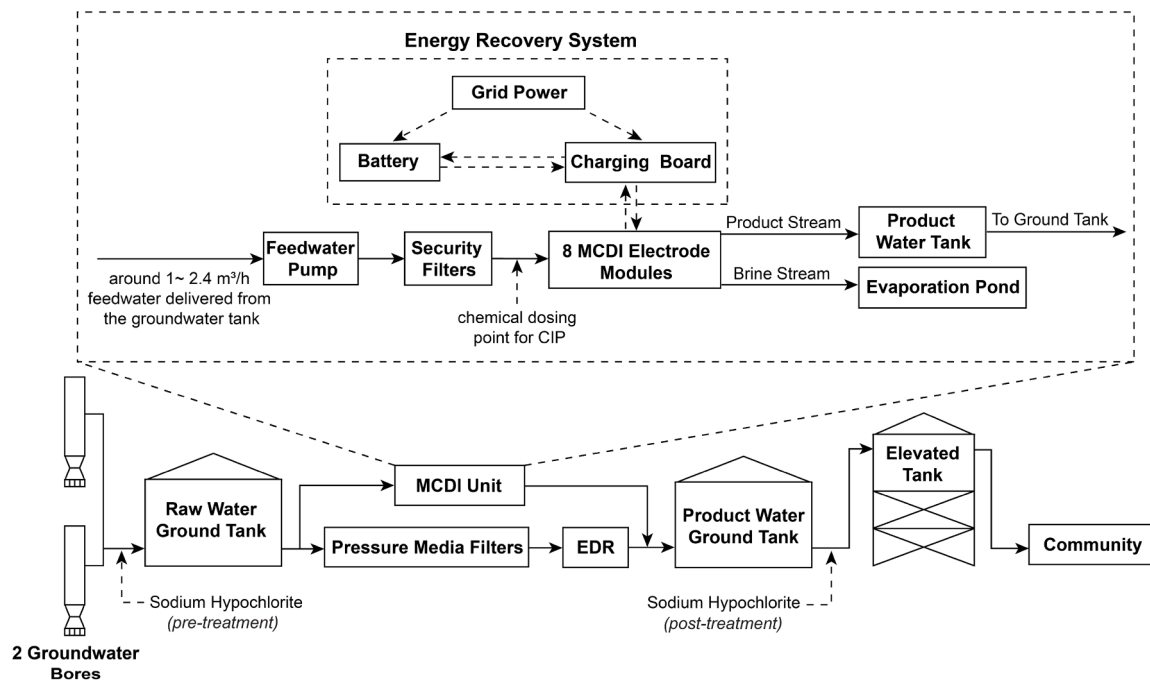 Energy Recovery System
Grid Power
Battery
Charging Board
Feedwater
Pump
Security
Filters
8 MCDI Electrode
Modules
Product Stream
Brine Stream
Product
Water Tank
To Ground Tank
Evaporation Pond
around 1~ 2.4 m³/h
feedwater delivered from
the groundwater tank
chemical dosing
point for CIP
Raw Water
Ground Tank
MCDI Unit
Pressure Media Filters
EDR
Product Water
Ground Tank
Elevated
Tank
Community
Sodium Hypochlorite
(pre-treatment)
Sodium Hypochlorite
(post-treatment)
2 Groundwater
Bores